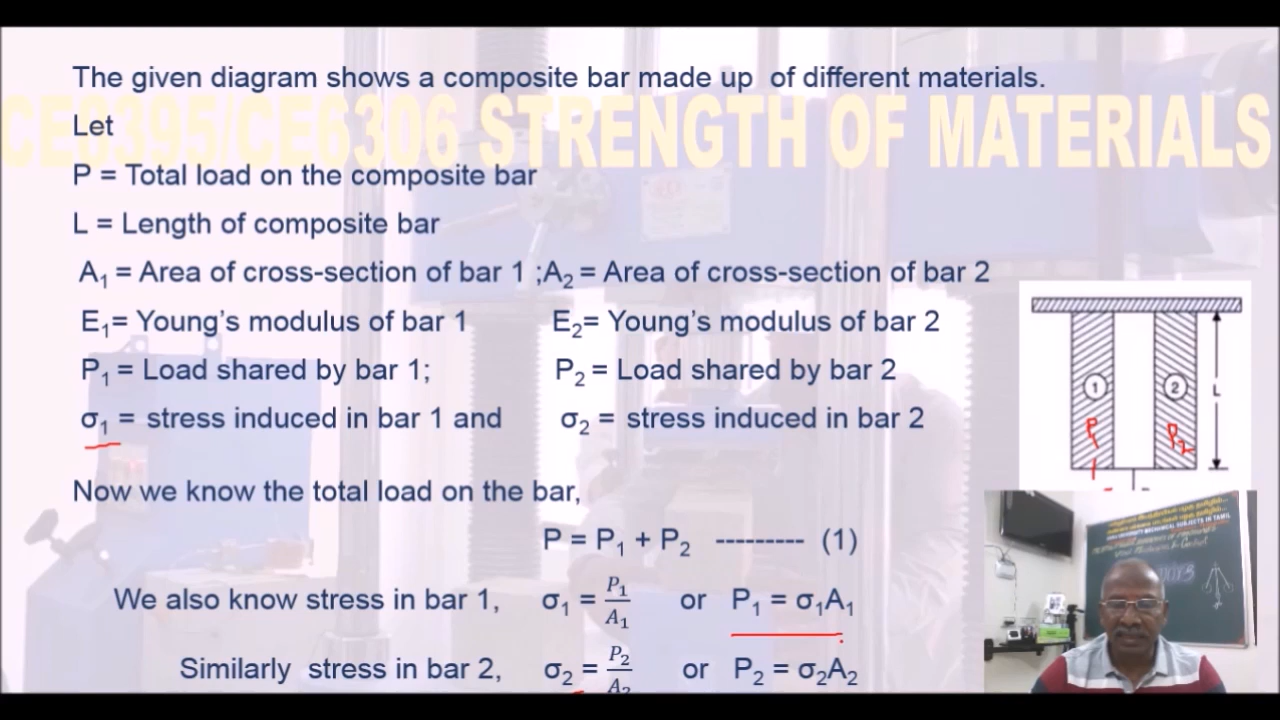 The given diagram shows a composite bar made up of different materials.
CE8395/CE6306 STRENGTH OF MATERIALS
Let
P = Total load on the composite bar
L = Length of composite bar
A₁ = Area of cross-section of bar 1 ;A₂ = Area of cross-section of bar 2
E₁= Young's modulus of bar 1 E₂= Young's modulus of bar 2
P₁ = Load shared by bar 1; P₂ = Load shared by bar 2
σ₁ = stress induced in bar 1 and σ₂ = stress induced in bar 2
1 2 L
P₁ P₂
Now we know the total load on the bar,
P = P₁ + P₂ --------- (1)
We also know stress in bar 1, σ₁ = P₁/A₁ or P₁ = σ₁A₁
Similarly stress in bar 2, σ₂ = P₂/A₂ or P₂ = σ₂A₂
MECHANICAL SUBJECTS IN TAMIL